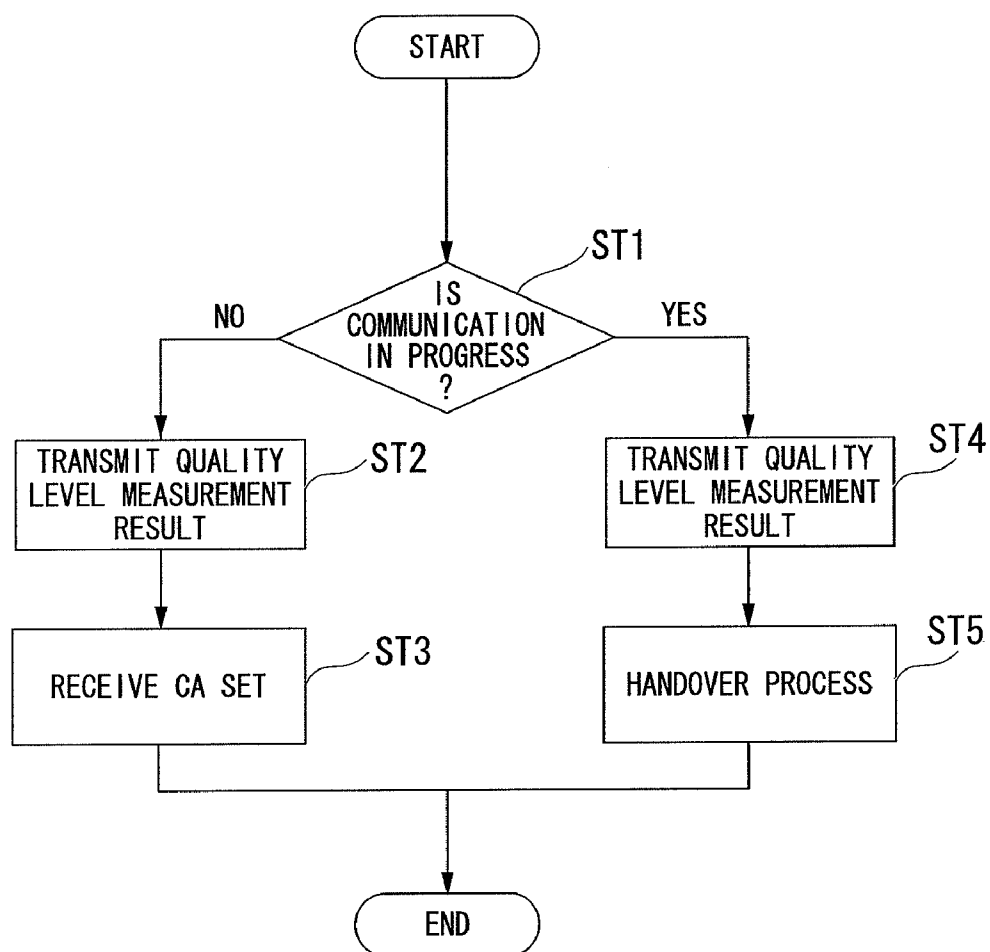 START
ST1
IS
COMMUNICATION
IN PROGRESS
?
NO
YES
TRANSMIT QUALITY
LEVEL MEASUREMENT
RESULT
ST2
TRANSMIT QUALITY
LEVEL MEASUREMENT
RESULT
ST4
RECEIVE CA SET
ST3
HANDOVER PROCESS
ST5
END